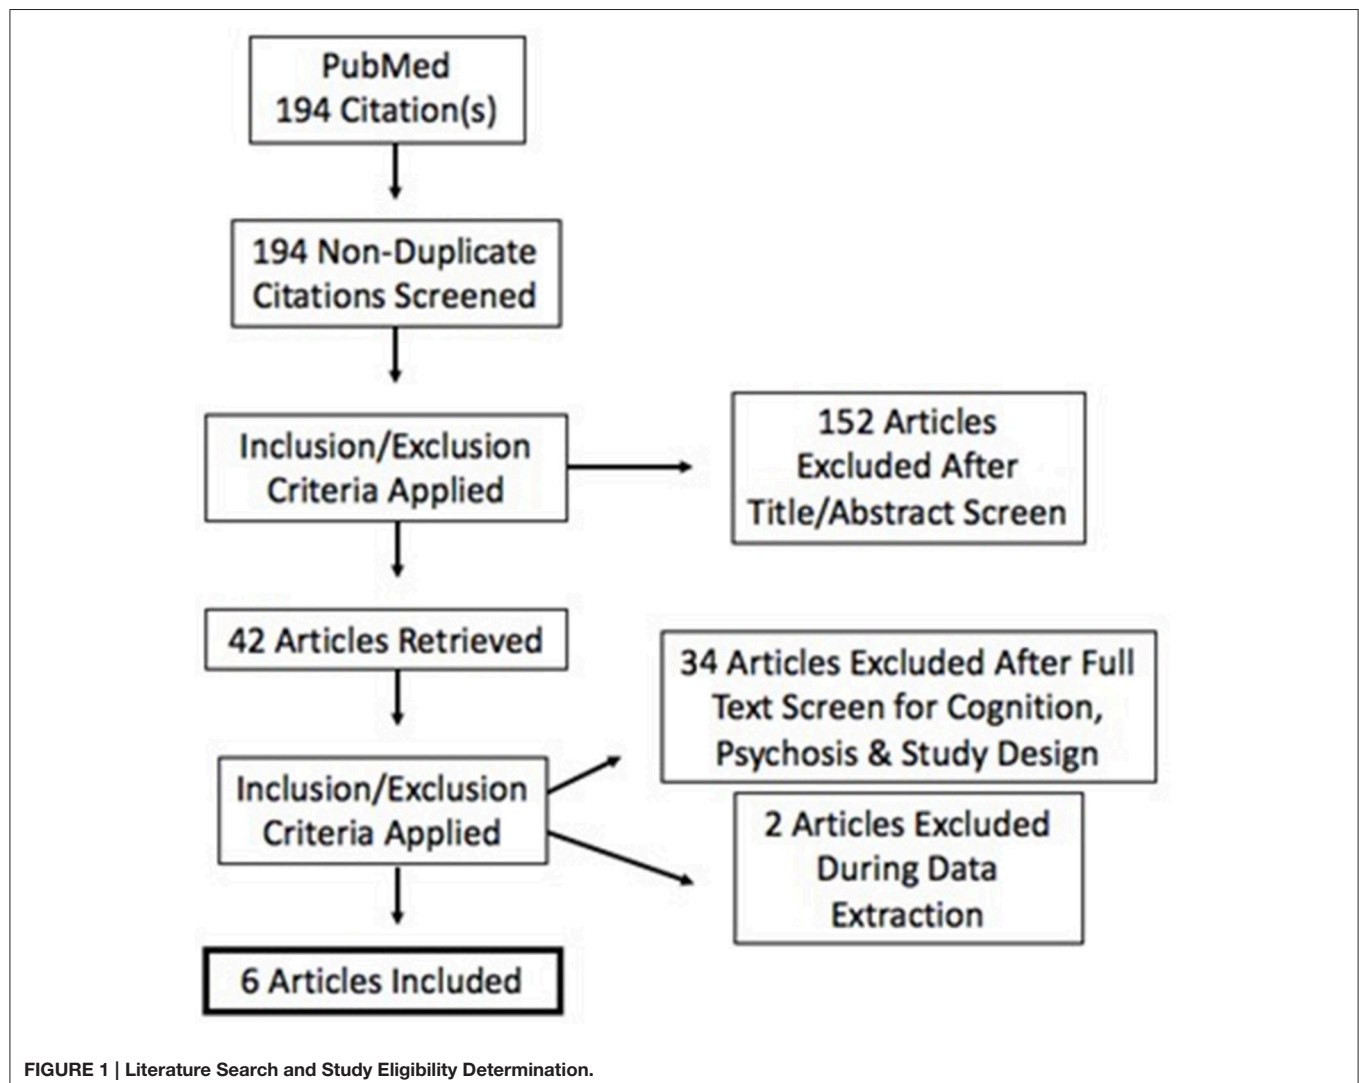 PubMed
194 Citation(s)
194 Non-Duplicate
Citations Screened
Inclusion/Exclusion
Criteria Applied
152 Articles
Excluded After
Title/Abstract Screen
42 Articles Retrieved
34 Articles Excluded After Full
Text Screen for Cognition,
Psychosis & Study Design
Inclusion/Exclusion
Criteria Applied
2 Articles Excluded
During Data
Extraction
6 Articles Included
FIGURE 1 | Literature Search and Study Eligibility Determination.